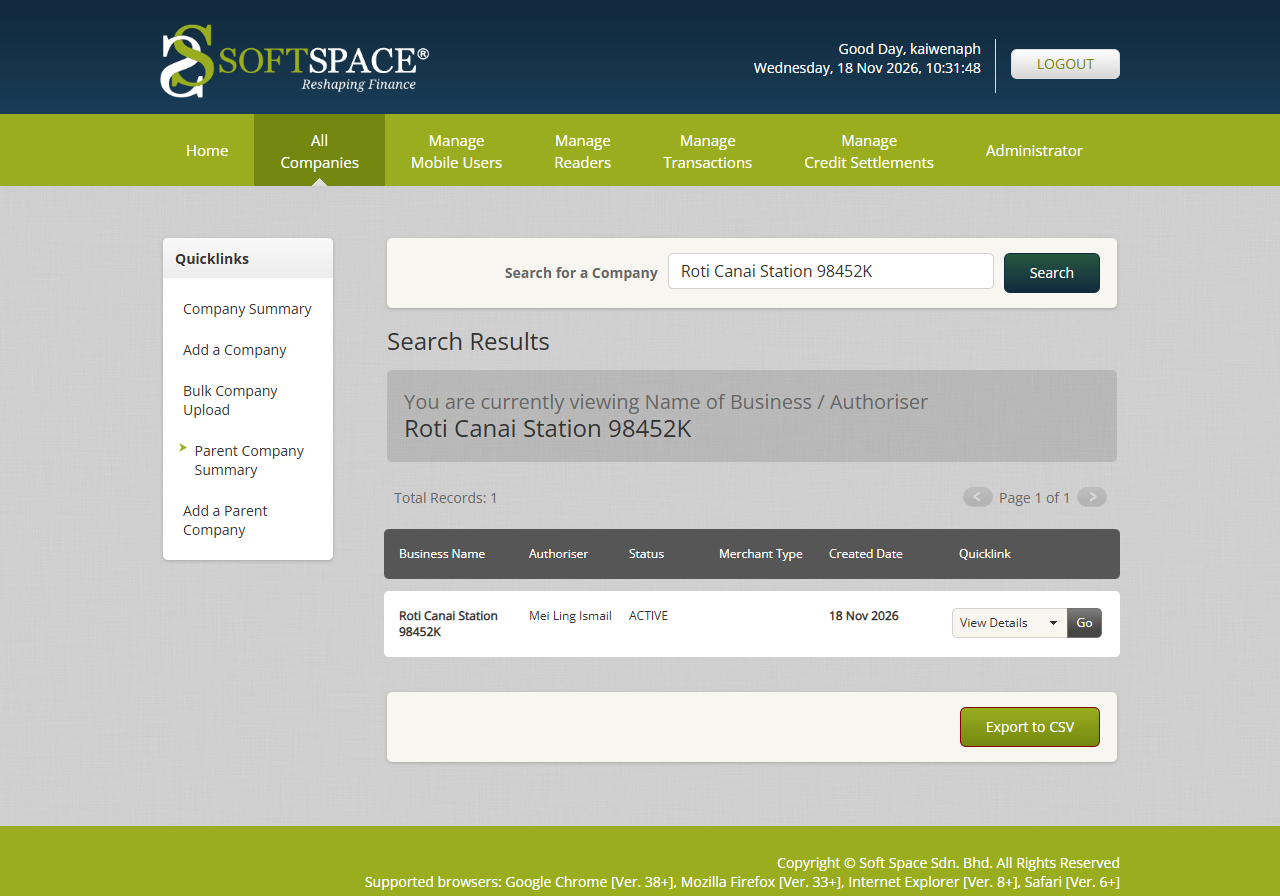 SOFTSPACE®
Reshaping Finance
Good Day, kaiwenaph
Wednesday, 18 Nov 2026, 10:31:48
LOGOUT
Home
All
Companies
Manage
Mobile Users
Manage
Readers
Manage
Transactions
Manage
Credit Settlements
Administrator
Quicklinks
Company Summary
Add a Company
Bulk Company
Upload
Parent Company
Summary
Add a Parent
Company
Search for a Company
Roti Canai Station 98452K
Search
Search Results
You are currently viewing Name of Business / Authoriser
Roti Canai Station 98452K
Total Records: 1
< Page 1 of 1 >
Business Name Authoriser Status Merchant Type Created Date Quicklink
Roti Canai Station Mei Ling Ismail ACTIVE 18 Nov 2026 View Details Go
98452K
Export to CSV
Copyright © Soft Space Sdn. Bhd. All Rights Reserved
Supported browsers: Google Chrome [Ver. 38+], Mozilla Firefox [Ver. 33+], Internet Explorer [Ver. 8+], Safari [Ver. 6+]